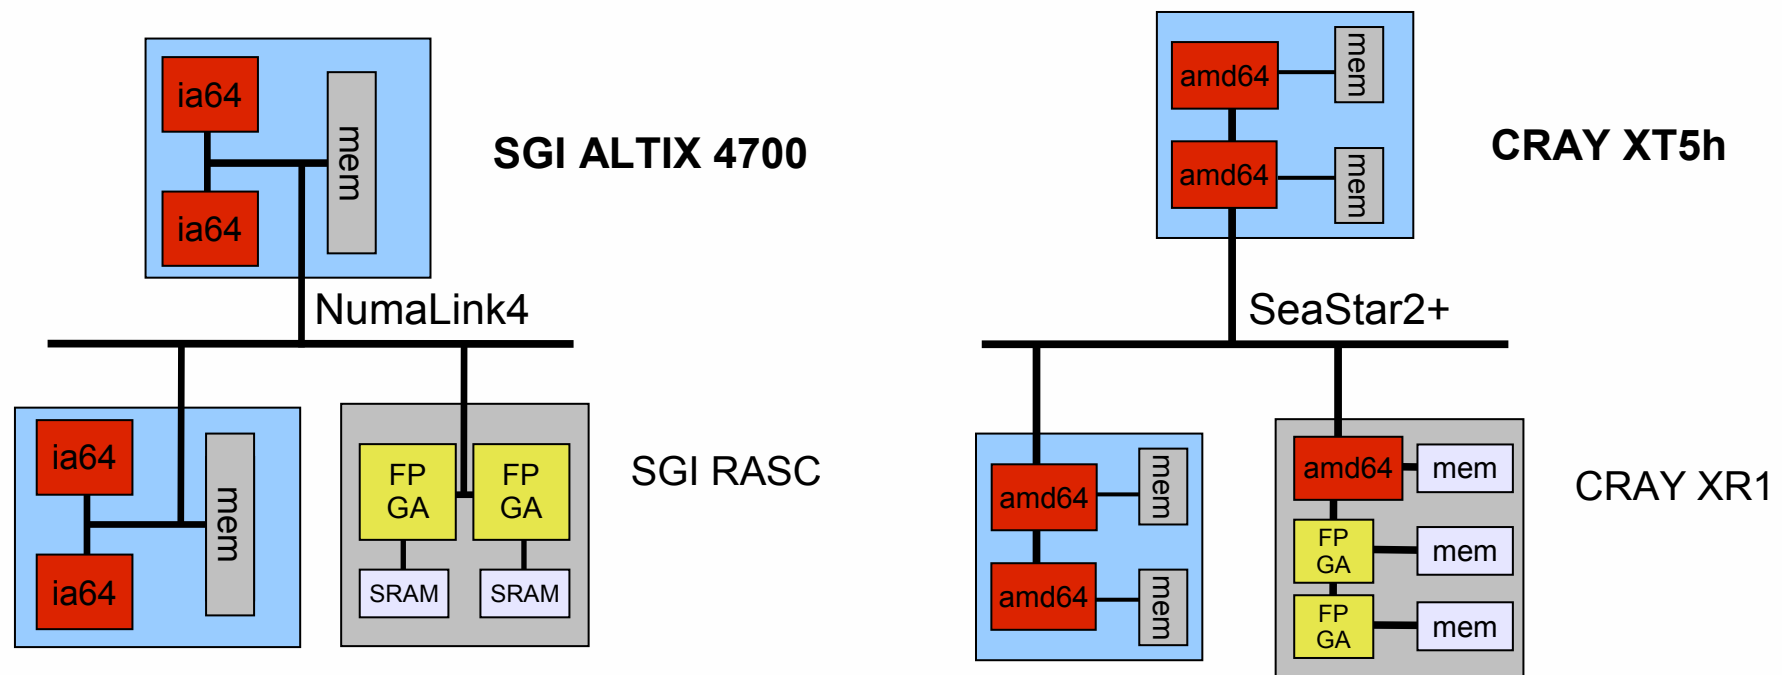 ia64
mem
ia64
SGI ALTIX 4700
NumaLink4
ia64
mem
ia64
FP
GA
FP
GA
SRAM
SRAM
SGI RASC
amd64
mem
amd64
mem
CRAY XT5h
SeaStar2+
amd64
mem
amd64
mem
amd64
mem
FP
GA
mem
FP
GA
mem
CRAY XR1